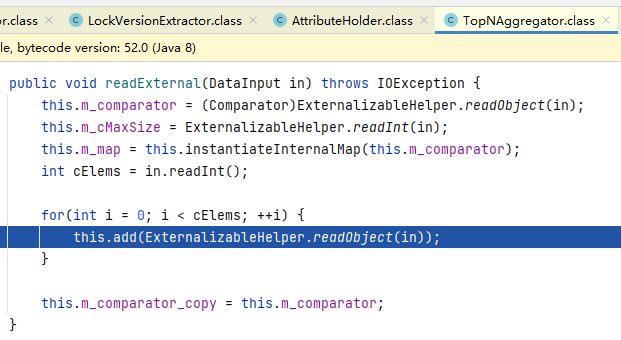 r.class × LockVersionExtractor.class × AttributeHolder.class × TopNAggregator.class ×
le, bytecode version: 52.0 (Java 8)
public void readExternal(DataInput in) throws IOException {
this.m_comparator = (Comparator)ExternalizableHelper.readObject(in);
this.m_cMaxSize = ExternalizableHelper.readInt(in);
this.m_map = this.instantiateInternalMap(this.m_comparator);
int cElems = in.readInt();
for(int i = 0; i < cElems; ++i) {
this.add(ExternalizableHelper.readObject(in));
}
this.m_comparator_copy = this.m_comparator;
}